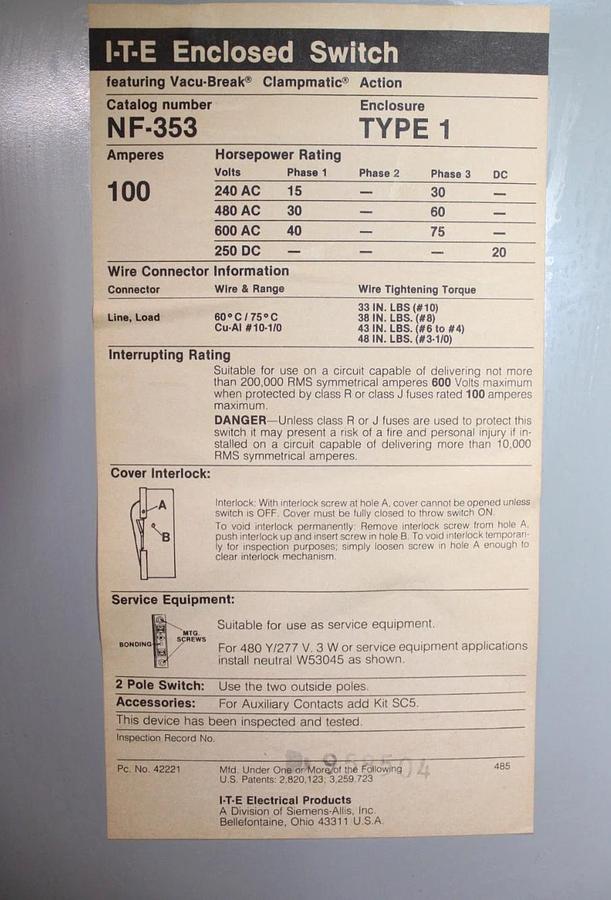 I-T-E Enclosed Switch
featuring Vacu-Break® Clampmatic® Action
Catalog number Enclosure
NF-353 TYPE 1
Amperes Horsepower Rating
Volts Phase 1 Phase 2 Phase 3 DC
100
240 AC 15 — 30 —
480 AC 30 — 60 —
600 AC 40 — 75 —
250 DC — — — 20
Wire Connector Information
Connector Wire & Range Wire Tightening Torque
33 IN. LBS (#10)
Line, Load 60°C / 75°C 38 IN. LBS. (#8)
Cu-Al #10-1/0 43 IN. LBS. (#6 to #4)
48 IN. LBS. (#3-1/0)
Interrupting Rating
Suitable for use on a circuit capable of delivering not more
than 200,000 RMS symmetrical amperes 600 Volts maximum
when protected by class R or class J fuses rated 100 amperes
maximum.
DANGER—Unless class R or J fuses are used to protect this
switch it may present a risk of a fire and personal injury if in-
stalled on a circuit capable of delivering more than 10,000
RMS symmetrical amperes.
Cover Interlock:
A
B
Interlock: With interlock screw at hole A, cover cannot be opened unless
switch is OFF. Cover must be fully closed to throw switch ON.
To void interlock permanently: Remove interlock screw from hole A,
push interlock up and insert screw in hole B. To void interlock temporari-
ly for inspection purposes; simply loosen screw in hole A enough to
clear interlock mechanism.
Service Equipment:
BONDING
MTG.
SCREWS
Suitable for use as service equipment.
For 480 Y/277 V. 3 W or service equipment applications
install neutral W53045 as shown.
2 Pole Switch: Use the two outside poles.
Accessories: For Auxiliary Contacts add Kit SC5.
This device has been inspected and tested.
Inspection Record No.
Pc. No. 42221 Mfd. Under One or More of the Following 485
U.S. Patents: 2,820,123; 3,259,723
I-T-E Electrical Products
A Division of Siemens-Allis, Inc.
Bellefontaine, Ohio 43311 U.S.A.